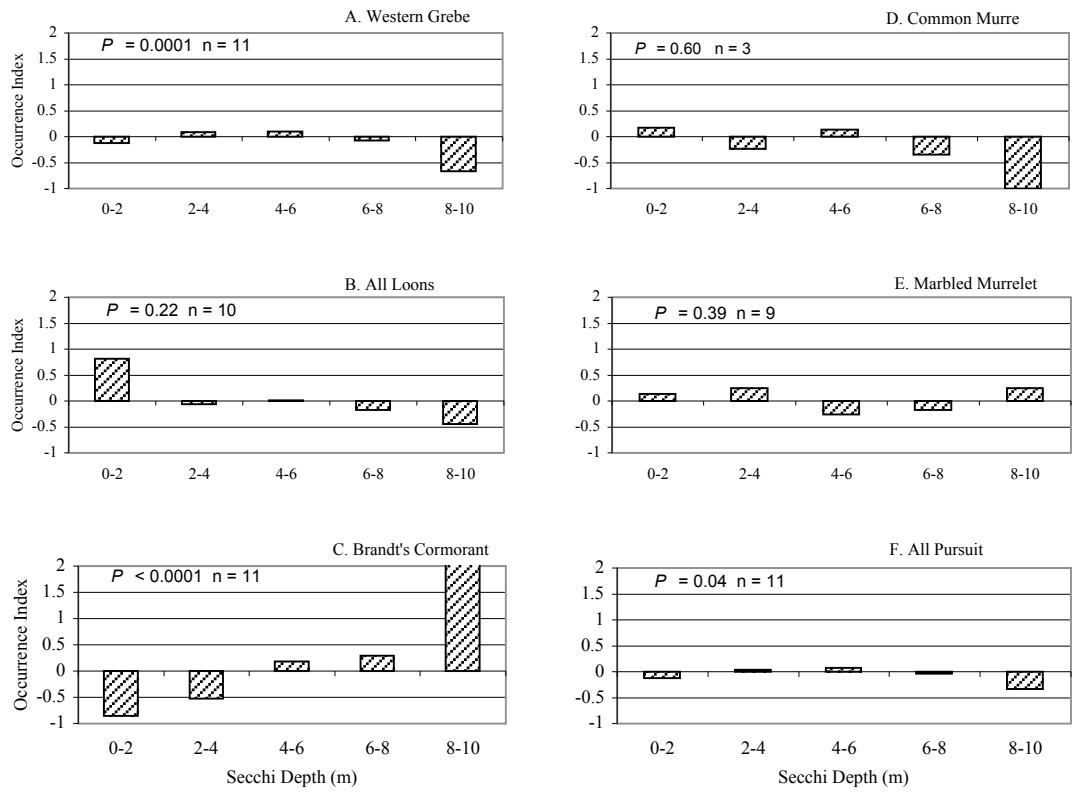 A. Western Grebe
P = 0.0001 n = 11
Occurrence Index
2
1.5
1
0.5
0
-0.5
-1
0-2 2-4 4-6 6-8 8-10
D. Common Murre
P = 0.60 n = 3
2
1.5
1
0.5
0
-0.5
-1
0-2 2-4 4-6 6-8 8-10
B. All Loons
P = 0.22 n = 10
Occurrence Index
2
1.5
1
0.5
0
-0.5
-1
0-2 2-4 4-6 6-8 8-10
E. Marbled Murrelet
P = 0.39 n = 9
2
1.5
1
0.5
0
-0.5
-1
0-2 2-4 4-6 6-8 8-10
C. Brandt's Cormorant
P < 0.0001 n = 11
Occurrence Index
2
1.5
1
0.5
0
-0.5
-1
0-2 2-4 4-6 6-8 8-10
Secchi Depth (m)
F. All Pursuit
P = 0.04 n = 11
2
1.5
1
0.5
0
-0.5
-1
0-2 2-4 4-6 6-8 8-10
Secchi Depth (m)